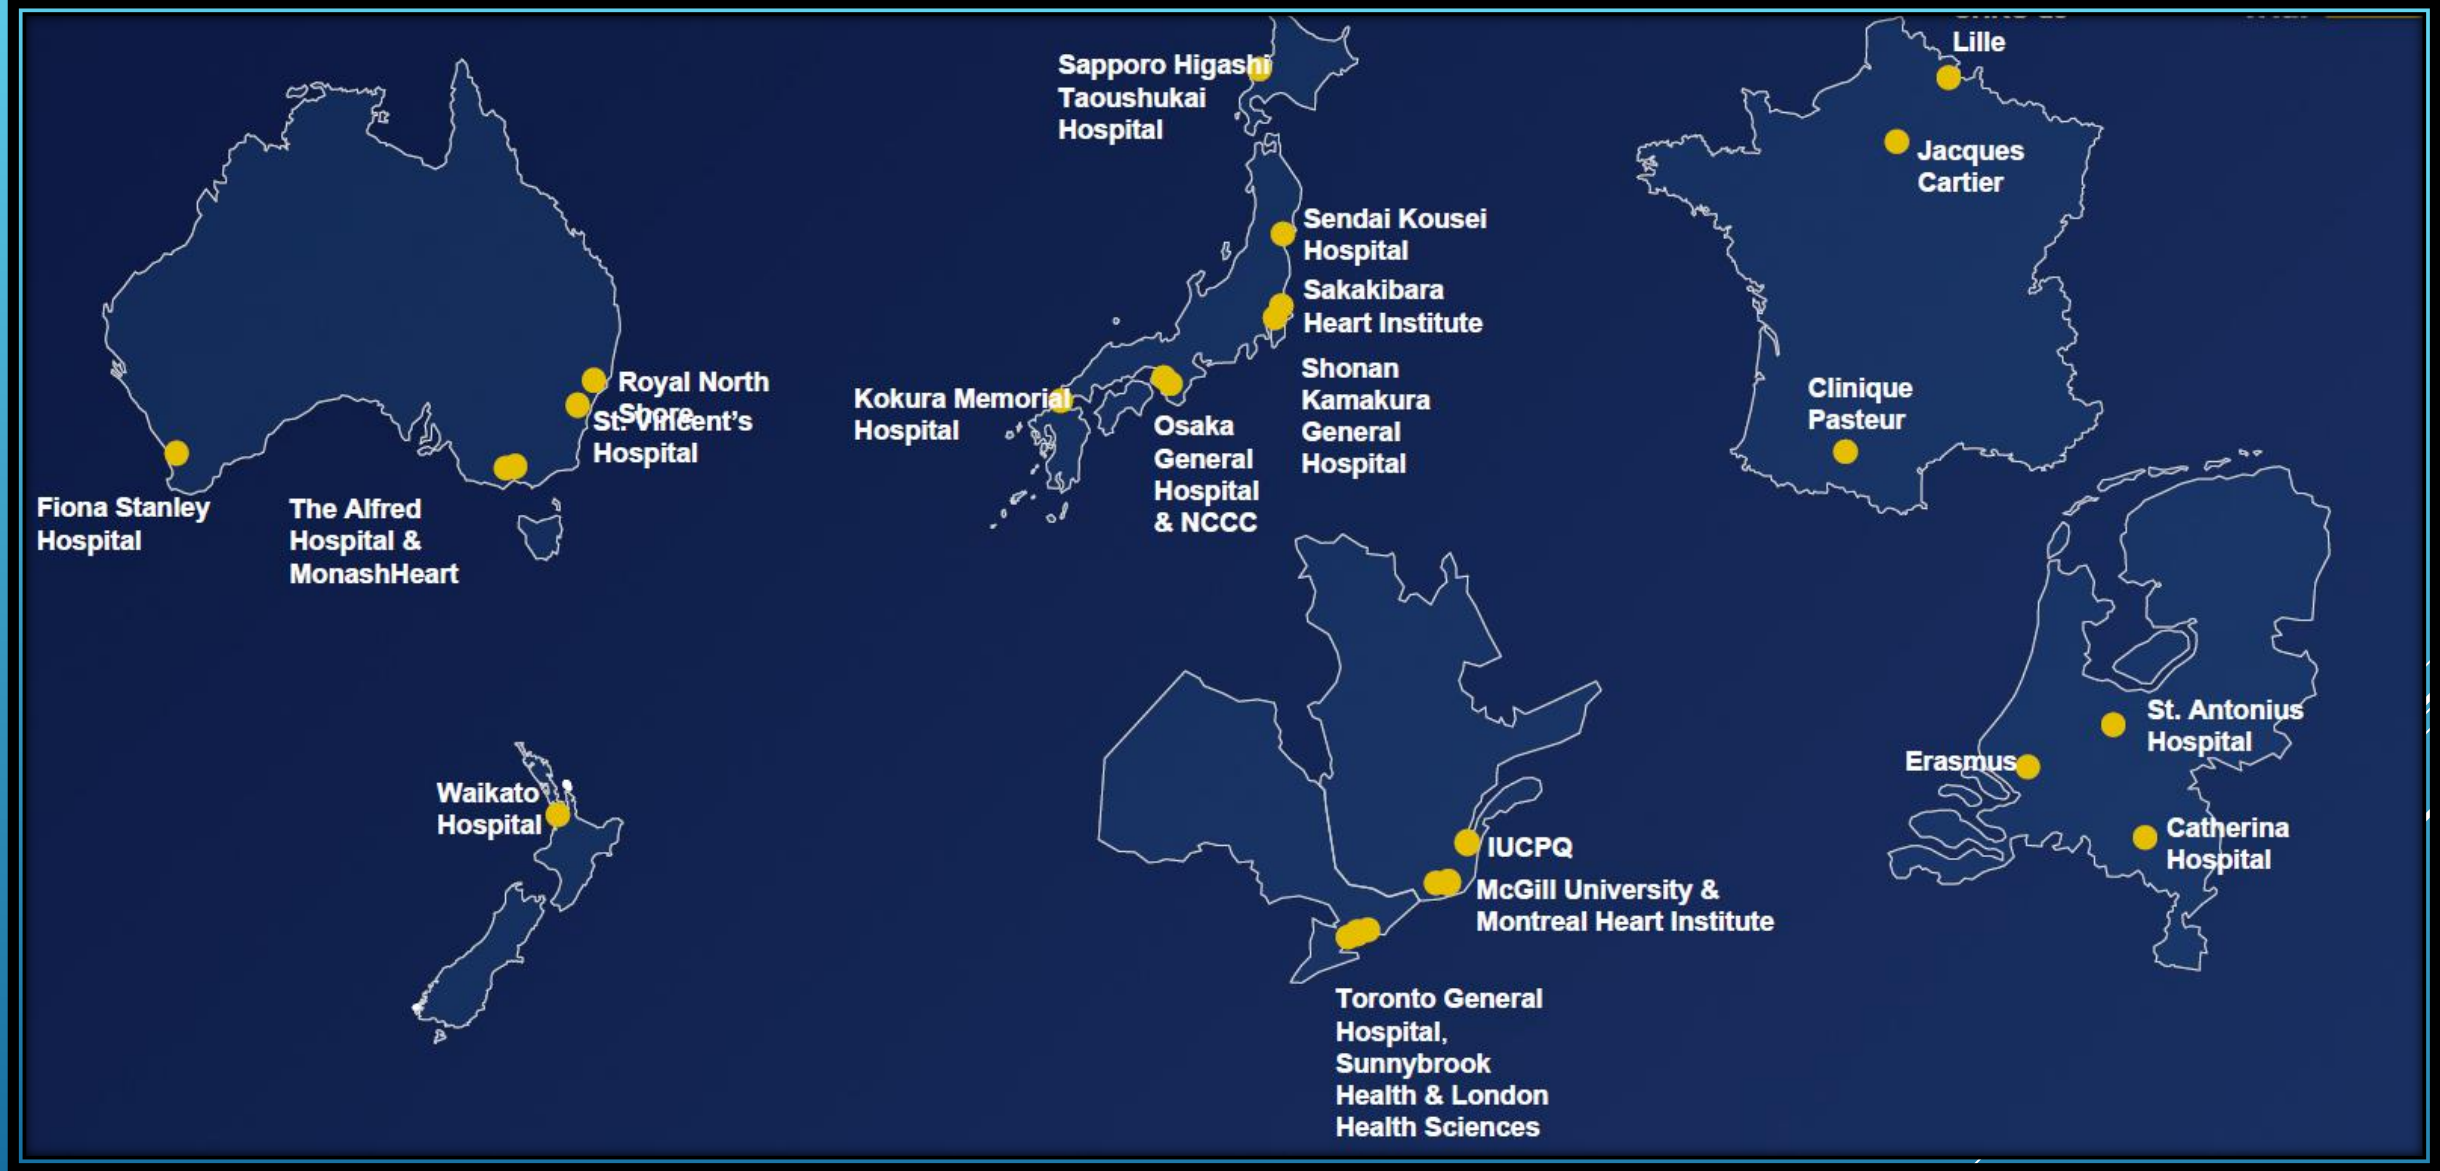 Lille
Sapporo Higashi
Taoushukai
Hospital
Jacques
Cartier
Sendai Kousei
Hospital
Sakakibara
Heart Institute
Shonan
Kamakura
General
Hospital
Royal North
Shore
St. Vincent's
Hospital
Kokura Memorial
Hospital
Osaka
General
Hospital
& NCCC
Clinique
Pasteur
Fiona Stanley
Hospital
The Alfred
Hospital &
MonashHeart
St. Antonius
Hospital
Erasmus
Catherina
Hospital
Waikato
Hospital
IUCPQ
McGill University &
Montreal Heart Institute
Toronto General
Hospital,
Sunnybrook
Health & London
Health Sciences